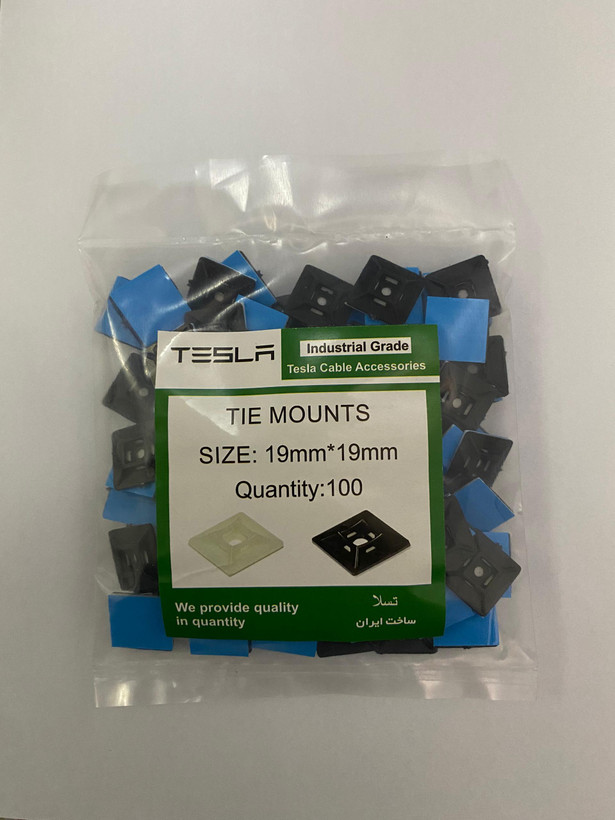 TESLA
Industrial Grade
Tesla Cable Accessories
TIE MOUNTS
SIZE: 19mm*19mm
Quantity:100
We provide quality
in quantity
تسلا
ساخت ایران